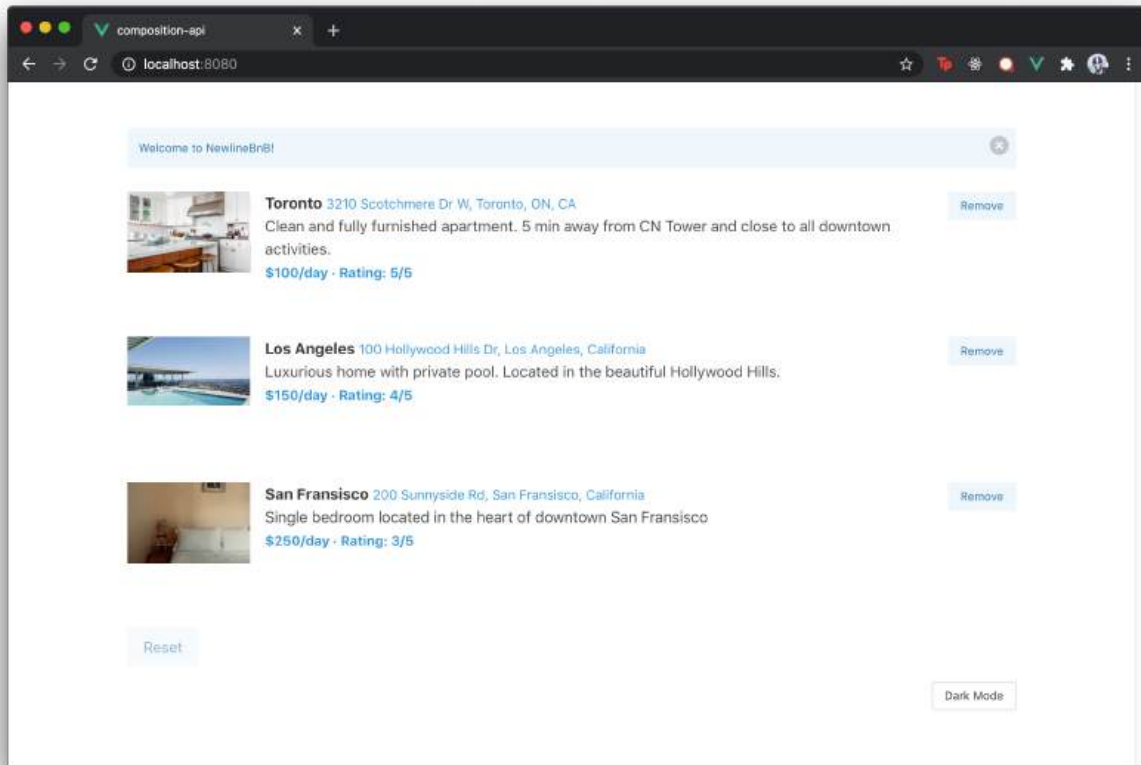 composition-api
localhost:8080
Tp
Welcome to NewlineBnB!
Toronto 3210 Scotchmere Dr W, Toronto, ON, CA
Remove
Clean and fully furnished apartment. 5 min away from CN Tower and close to all downtown
activities.
$100/day · Rating: 5/5
Los Angeles 100 Hollywood Hills Dr, Los Angeles, California
Remove
Luxurious home with private pool. Located in the beautiful Hollywood Hills.
$150/day · Rating: 4/5
San Fransisco 200 Sunnyside Rd, San Fransisco, California
Remove
Single bedroom located in the heart of downtown San Fransisco
$250/day · Rating: 3/5
Reset
Dark Mode